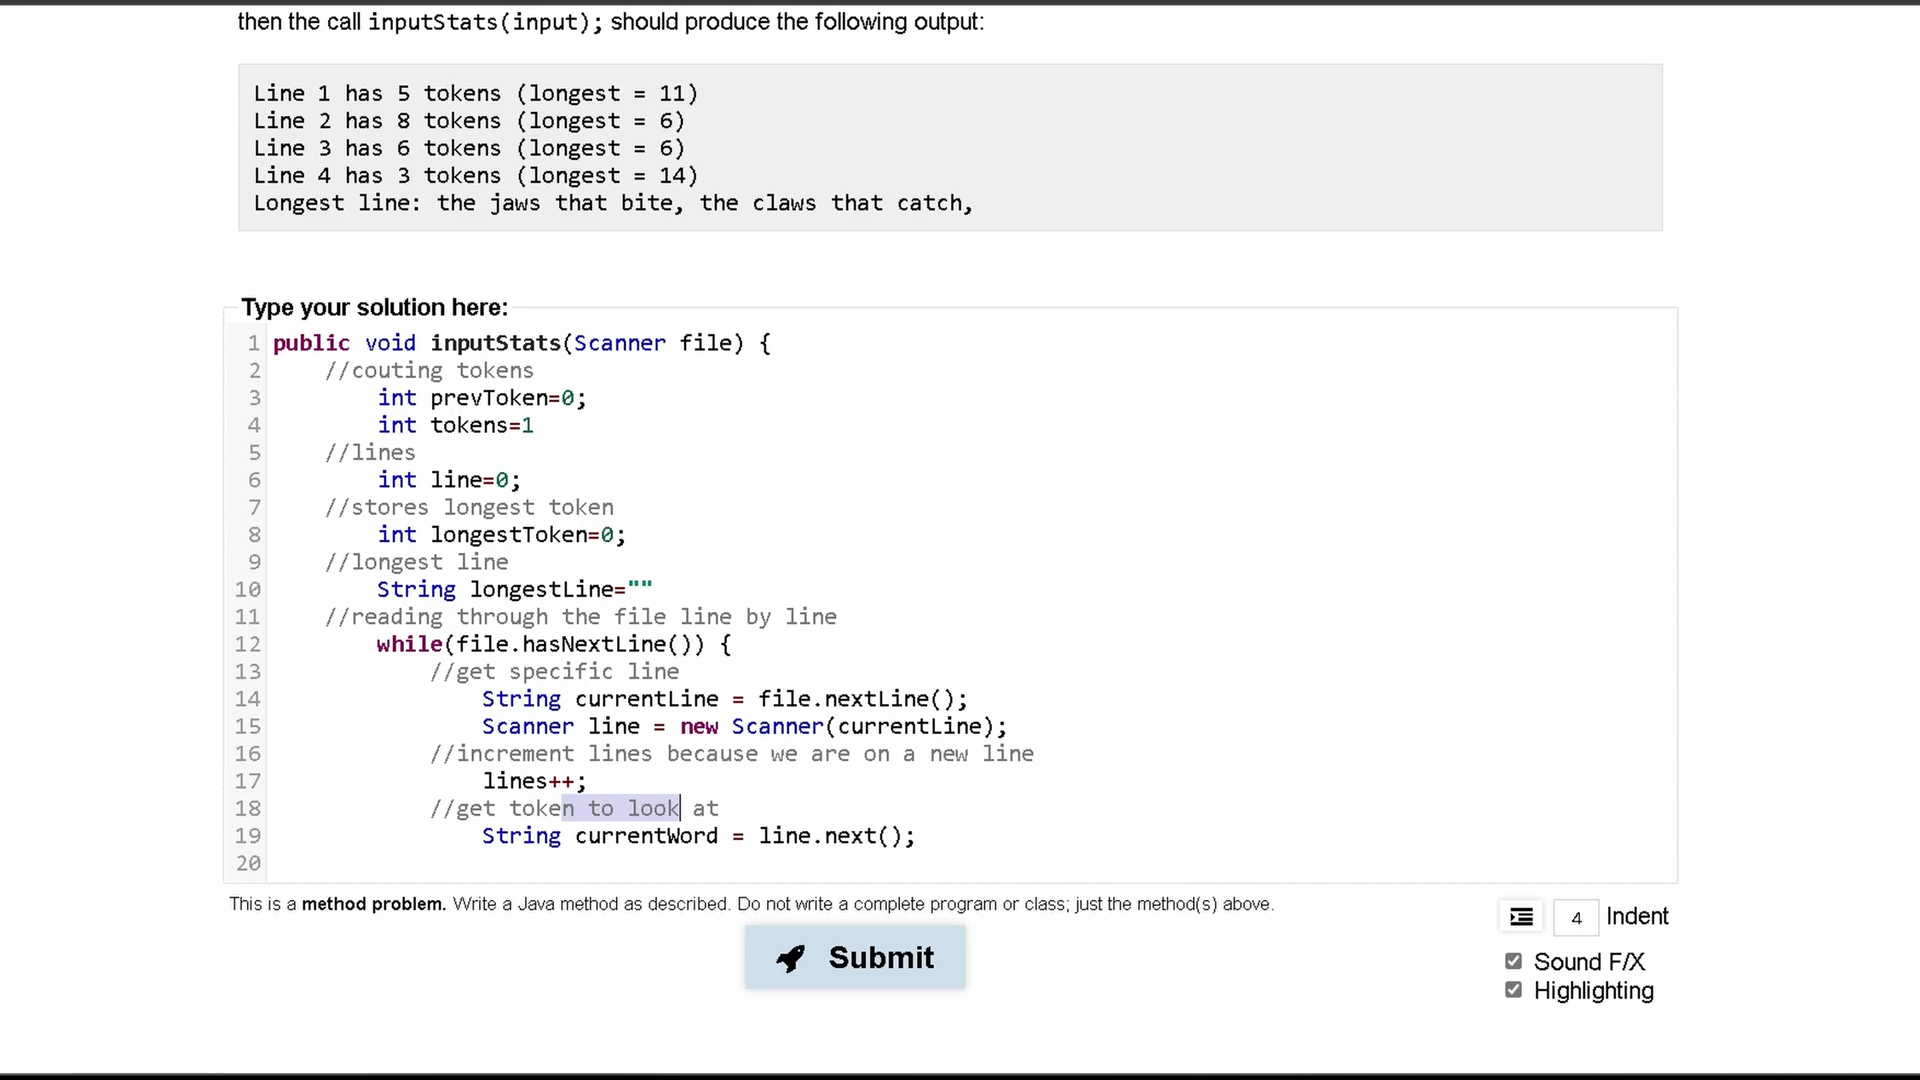 then the call inputStats(input); should produce the following output:
Line 1 has 5 tokens (longest = 11)
Line 2 has 8 tokens (longest = 6)
Line 3 has 6 tokens (longest = 6)
Line 4 has 3 tokens (longest = 14)
Longest line: the jaws that bite, the claws that catch,
Type your solution here:
1 public void inputStats(Scanner file) {
2 //couting tokens
3 int prevToken=0;
4 int tokens=1
5 //lines
6 int line=0;
7 //stores longest token
8 int longestToken=0;
9 //longest line
10 String longestLine=""
11 //reading through the file line by line
12 while(file.hasNextLine()) {
13 //get specific line
14 String currentLine = file.nextLine();
15 Scanner line = new Scanner(currentLine);
16 //increment lines because we are on a new line
17 lines++;
18 //get token to look at
19 String currentWord = line.next();
20
This is a method problem. Write a Java method as described. Do not write a complete program or class; just the method(s) above.
4 Indent
Submit
Sound F/X
Highlighting